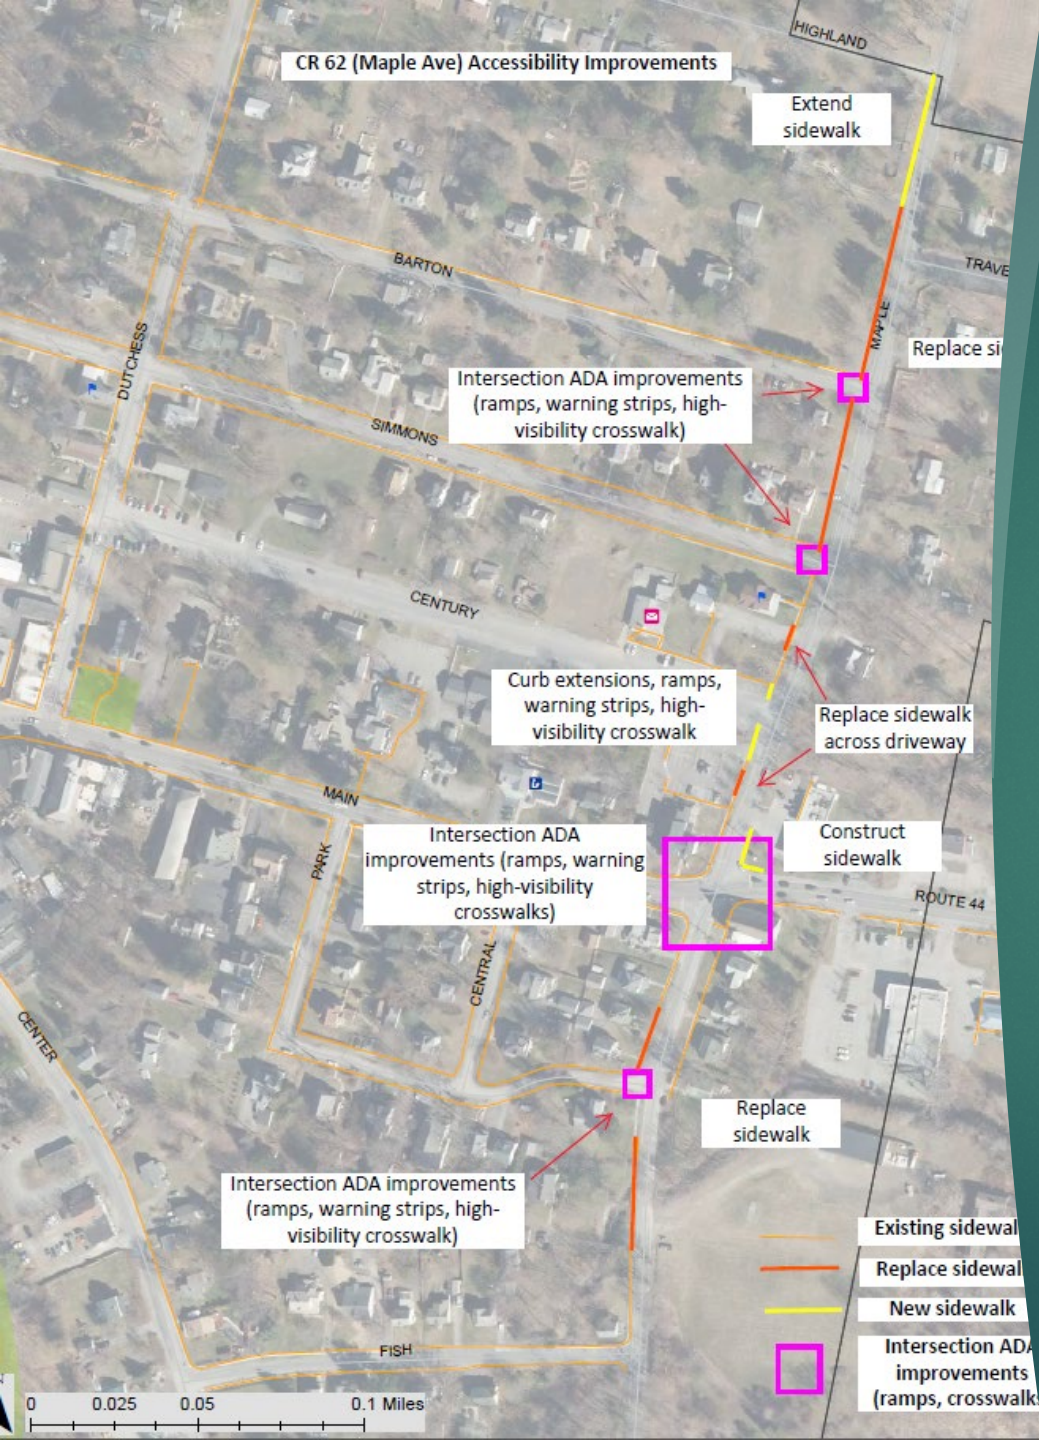 HIGHLAND
CR 62 (Maple Ave) Accessibility Improvements
Extend
sidewalk
BARTON
TRAVE
MAPLE
DUTCHESS
Replace si
Intersection ADA improvements
(ramps, warning strips, high-
visibility crosswalk)
SIMMONS
CENTURY
Curb extensions, ramps,
warning strips, high-
visibility crosswalk
Replace sidewalk
across driveway
MAIN
Intersection ADA
improvements (ramps, warning
strips, high-visibility
crosswalks)
Construct
sidewalk
PARK
ROUTE 44
CENTRAL
CENTER
Replace
sidewalk
Intersection ADA improvements
(ramps, warning strips, high-
visibility crosswalk)
Existing sidewal
Replace sidewal
New sidewalk
FISH
Intersection ADA
improvements
(ramps, crosswalks
0 0.025 0.05 0.1 Miles